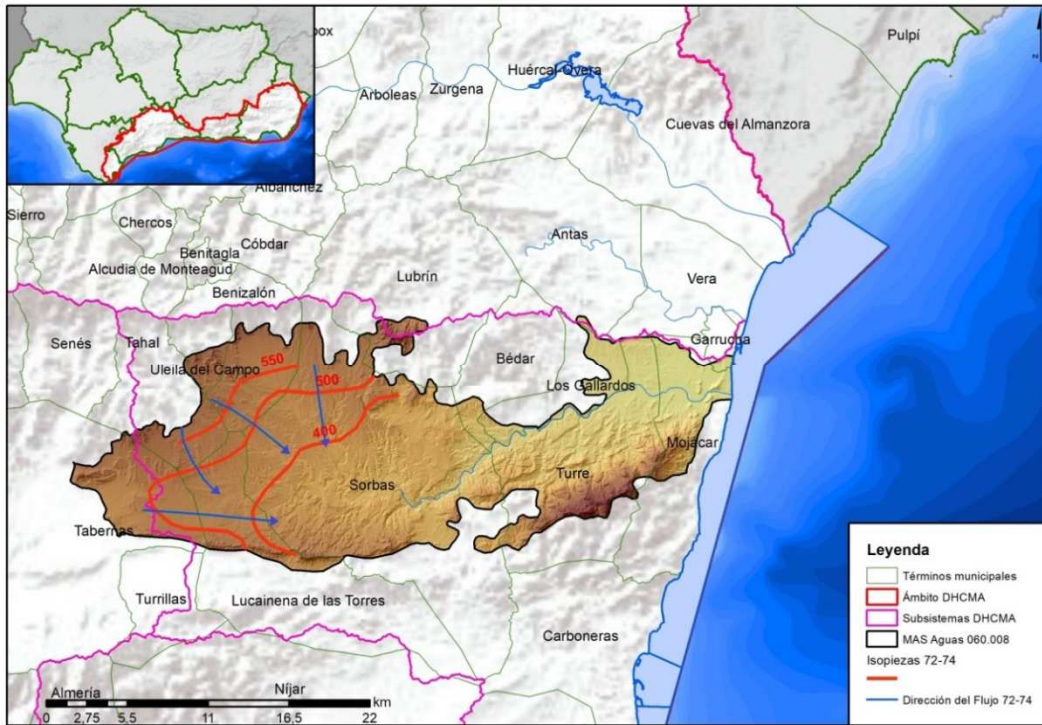 Pulpí
Huércal-Overa
Zurgena
Arboleas
Cuevas del Almanzora
Albánchez
Sierro
Chercos
Cóbdar
Benitagla
Alcudia de Monteagud
Benizalón
Antas
Lubrín
Vera
Garrucha
Senés
Tahal
Uleila del Campo
550
500
400
Bédar
Los Gallardos
Mojácar
Turre
Sorbas
Tabernas
Turrillas
Lucainena de las Torres
Carboneras
Almería
Níjar
km
0 2,75 5,5 11 16,5 22
Leyenda
Términos municipales
Ámbito DHCMA
Subsistemas DHCMA
MAS Aguas 060.008
Isopiezas 72-74
Dirección del Flujo 72-74